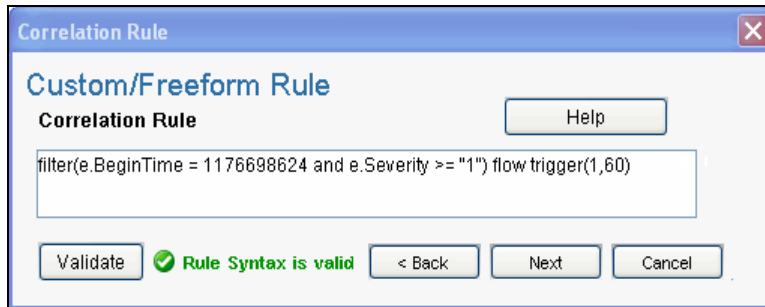 Correlation Rule
Custom/Freeform Rule
Correlation Rule
Help
filter(e.BeginTime = 1176698624 and e.Severity >= "1") flow trigger(1,60)
Validate Rule Syntax is valid < Back Next Cancel